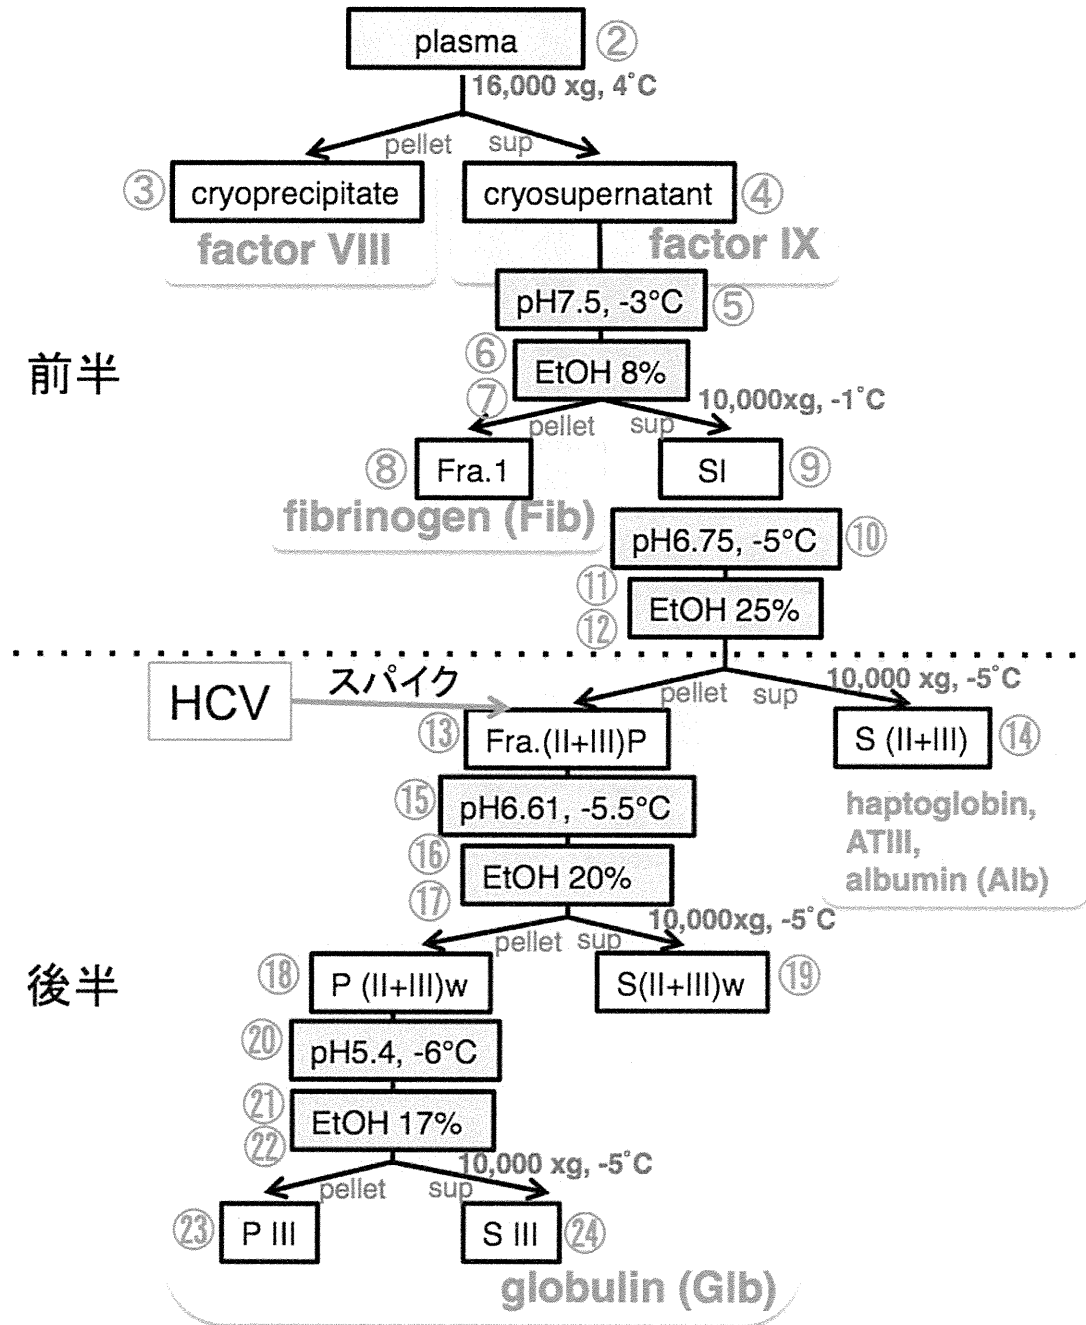 plasma ②
16,000 xg, 4°C
pellet sup
③ cryoprecipitate
cryosupernatant ④
factor VIII
factor IX
pH7.5, -3°C ⑤
前半
⑥ EtOH 8%
⑦
10,000xg, -1°C
pellet sup
⑧ Fra.1
SI ⑨
fibrinogen (Fib)
pH6.75, -5°C ⑩
⑪ EtOH 25%
⑫
HCV
スパイク
10,000 xg, -5°C
pellet sup
⑬ Fra.(II+III)P
S (II+III) ⑭
⑮ pH6.61, -5.5°C
haptoglobin,
ATIII,
albumin (Alb)
⑯ EtOH 20%
⑰
10,000xg, -5°C
pellet sup
後半
⑱ P (II+III)w
S(II+III)w ⑲
⑳ pH5.4, -6°C
㉑ EtOH 17%
㉒
10,000 xg, -5°C
pellet sup
㉓ P III
S III ㉔
globulin (Glb)